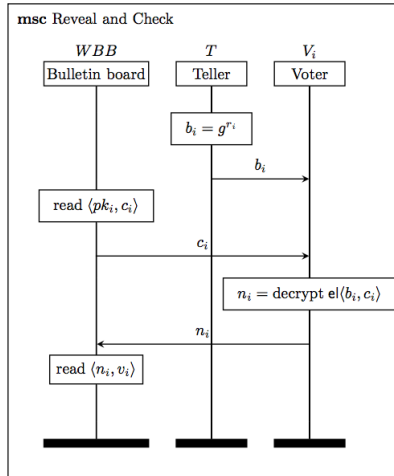 msc Reveal and Check
WBB T V_i
Bulletin board Teller Voter
b_i = g^{r_i}
b_i
read ⟨pk_i, c_i⟩
c_i
n_i = decrypt el⟨b_i, c_i⟩
n_i
read ⟨n_i, v_i⟩